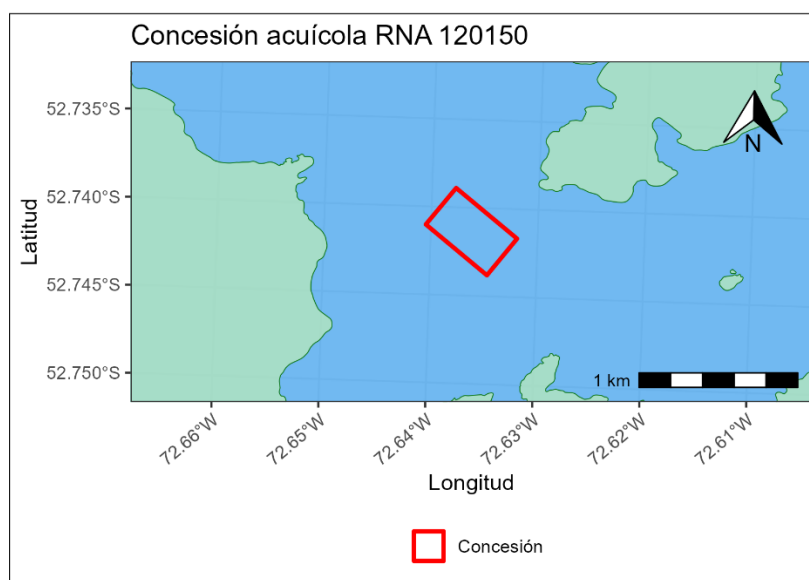 Concesión acuícola RNA 120150
52.735°S
52.740°S
52.745°S
52.750°S
Latitud
N
1 km
72.66°W
72.65°W
72.64°W
72.63°W
72.62°W
72.61°W
Longitud
Concesión